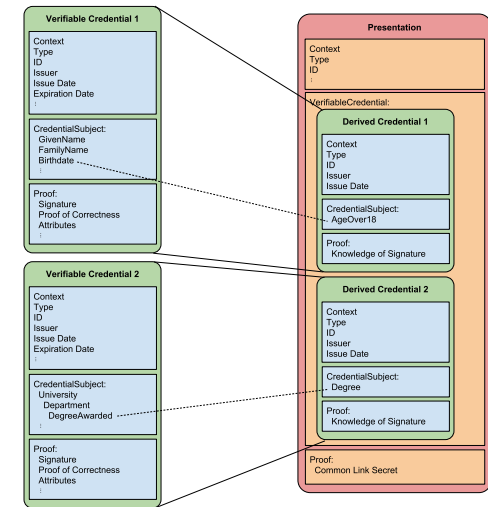 Verifiable Credential 1
Context
Type
ID
Issuer
Issue Date
Expiration Date
:
CredentialSubject:
GivenName
FamilyName
Birthdate
:
Proof:
Signature
Proof of Correctness
Attributes
:
Verifiable Credential 2
Context
Type
ID
Issuer
Issue Date
Expiration Date
:
CredentialSubject:
University
Department
DegreeAwarded
:
Proof:
Signature
Proof of Correctness
Attributes
:
Presentation
Context
Type
ID
:
VerifiableCredential:
Derived Credential 1
Context
Type
ID
Issuer
Issue Date
CredentialSubject:
AgeOver18
Proof:
Knowledge of Signature
Derived Credential 2
Context
Type
ID
Issuer
Issue Date
CredentialSubject:
Degree
Proof:
Knowledge of Signature
Proof:
Common Link Secret